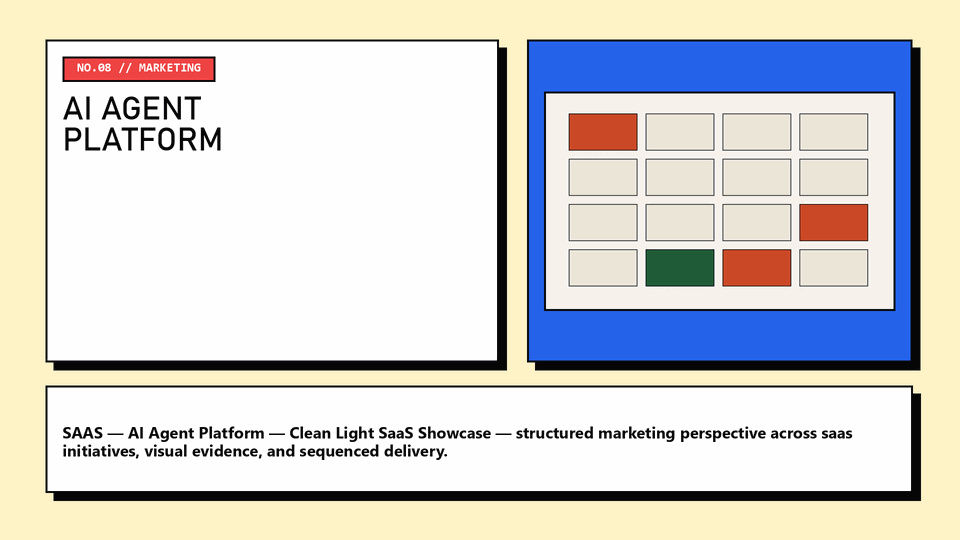 NO.08 // MARKETING
AI AGENT
PLATFORM
SAAS — AI Agent Platform — Clean Light SaaS Showcase — structured marketing perspective across saas
initiatives, visual evidence, and sequenced delivery.